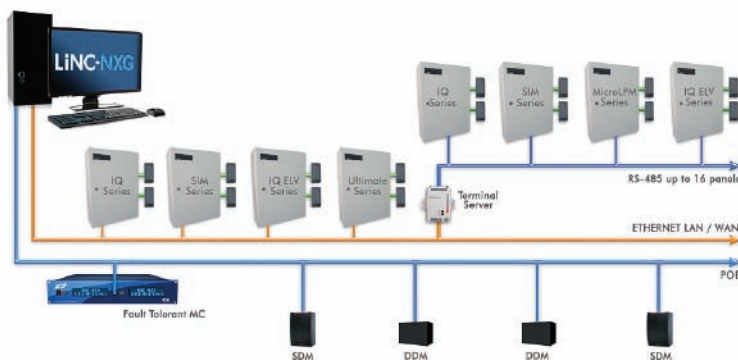 LiNC-NXG
IQ
Series
SIM
Series
MicroLPM
Series
IQ ELV
Series
RS-485 up to 16 panels
IQ
Series
SIM
Series
IQ ELV
Series
Ultimate
Series
Terminal
Server
ETHERNET LAN / WAN
POE
Fault Tolerant MC
SDM
DDM
DDM
SDM